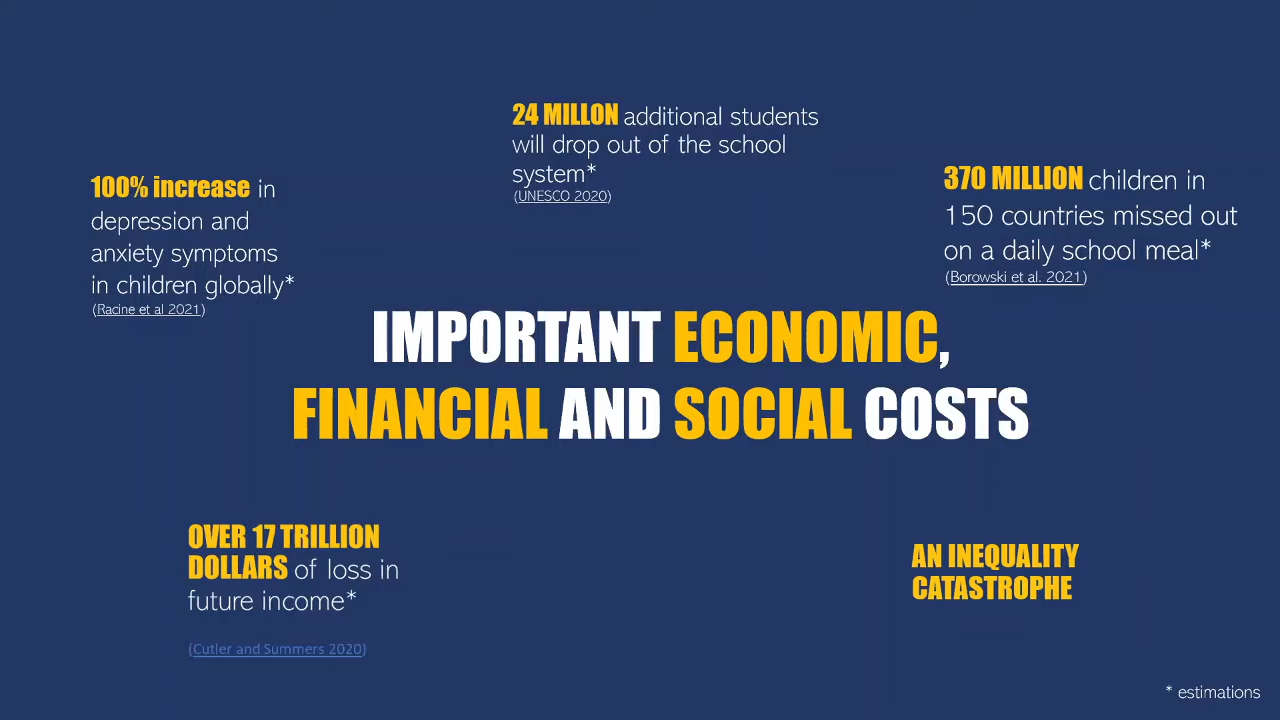 24 MILLON additional students
will drop out of the school
system*
(UNESCO 2020)
100% increase in
depression and
anxiety symptoms
in children globally*
(Racine et al 2021)
370 MILLION children in
150 countries missed out
on a daily school meal*
(Borowski et al. 2021)
IMPORTANT ECONOMIC,
FINANCIAL AND SOCIAL COSTS
OVER 17 TRILLION
DOLLARS of loss in
future income*
(Cutler and Summers 2020)
AN INEQUALITY
CATASTROPHE
* estimations